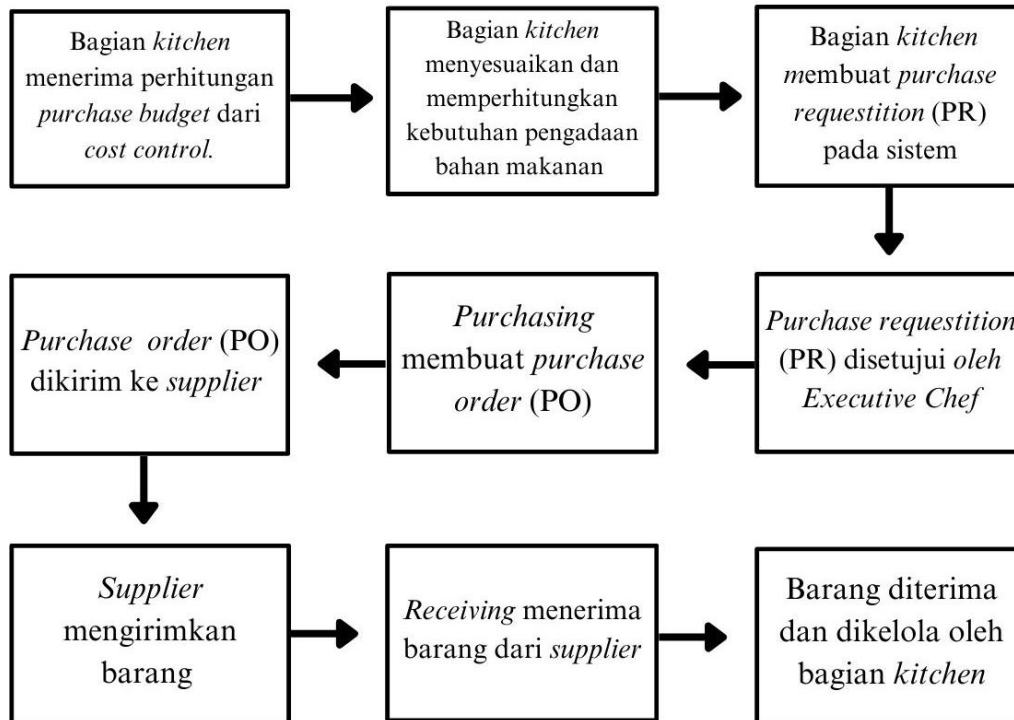 Bagian kitchen
menerima perhitungan
purchase budget dari
cost control.
Bagian kitchen
menyesuaikan dan
memperhitungkan
kebutuhan pengadaan
bahan makanan
Bagian kitchen
membuat purchase
requestition (PR)
pada sistem
Purchase requestition
(PR) disetujui oleh
Executive Chef
Purchasing
membuat purchase
order (PO)
Purchase order (PO)
dikirim ke supplier
Supplier
mengirimkan
barang
Receiving menerima
barang dari supplier
Barang diterima
dan dikelola oleh
bagian kitchen